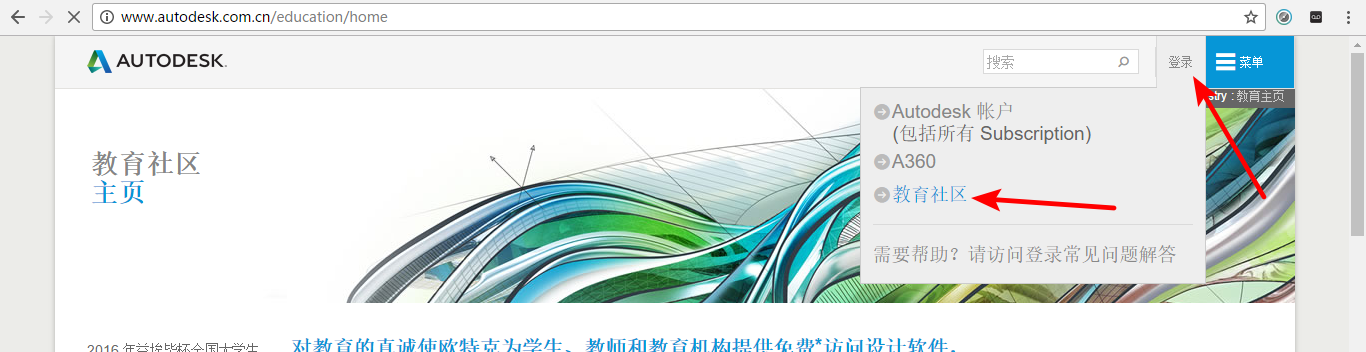 www.autodesk.com.cn/education/home
AUTODESK.
搜索
登录
菜单
stry : 教育主页
Autodesk 帐户
(包括所有 Subscription)
A360
教育社区
需要帮助？请访问登录常见问题解答
教育社区
主页
2016 年
对教育的真诚使欧特克为学生、教师和教育机构提供免费*访问设计软件。